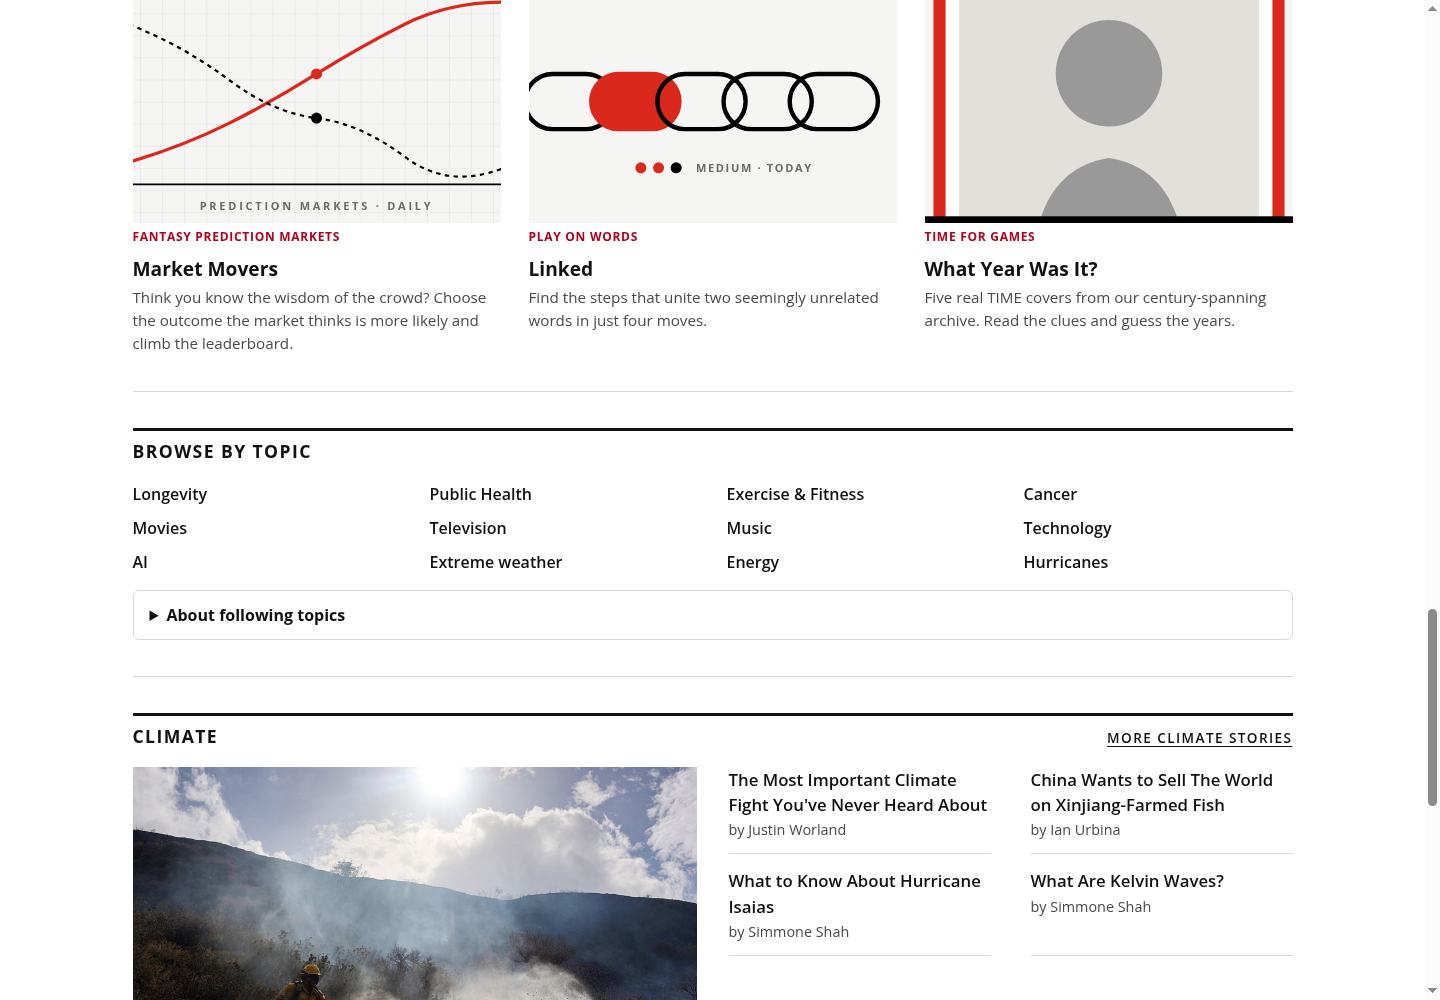 PREDICTION MARKETS · DAILY
FANTASY PREDICTION MARKETS
Market Movers
Think you know the wisdom of the crowd? Choose
the outcome the market thinks is more likely and
climb the leaderboard.
MEDIUM · TODAY
PLAY ON WORDS
Linked
Find the steps that unite two seemingly unrelated
words in just four moves.
TIME FOR GAMES
What Year Was It?
Five real TIME covers from our century-spanning
archive. Read the clues and guess the years.
BROWSE BY TOPIC
Longevity
Public Health
Exercise & Fitness
Cancer
Movies
Television
Music
Technology
AI
Extreme weather
Energy
Hurricanes
About following topics
CLIMATE
MORE CLIMATE STORIES
The Most Important Climate
Fight You've Never Heard About
by Justin Worland
China Wants to Sell The World
on Xinjiang-Farmed Fish
by Ian Urbina
What to Know About Hurricane
Isaias
by Simmone Shah
What Are Kelvin Waves?
by Simmone Shah